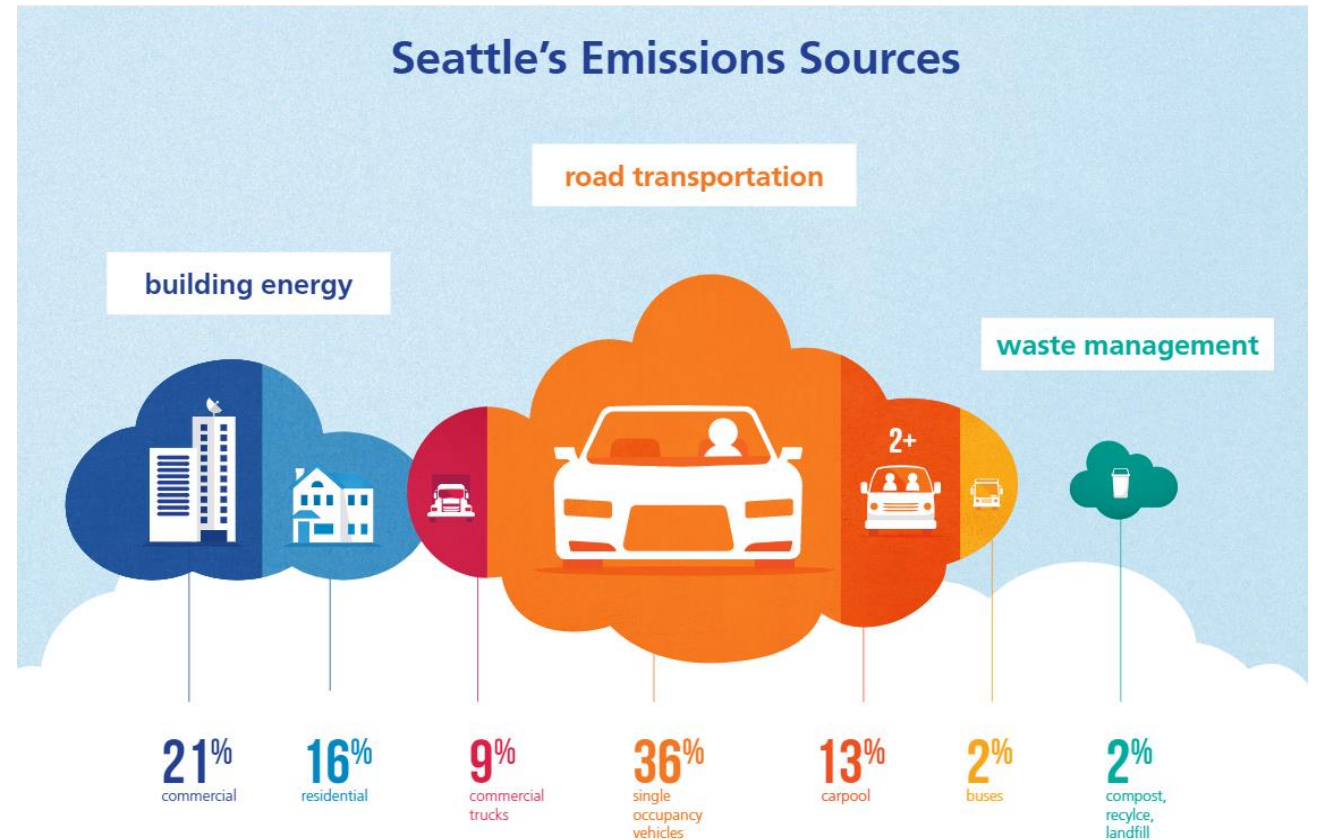 Seattle's Emissions Sources
road transportation
building energy
waste management
2+
21%
commercial
16%
residential
9%
commercial
trucks
36%
single
occupancy
vehicles
13%
carpool
2%
buses
2%
compost,
recylce,
landfill